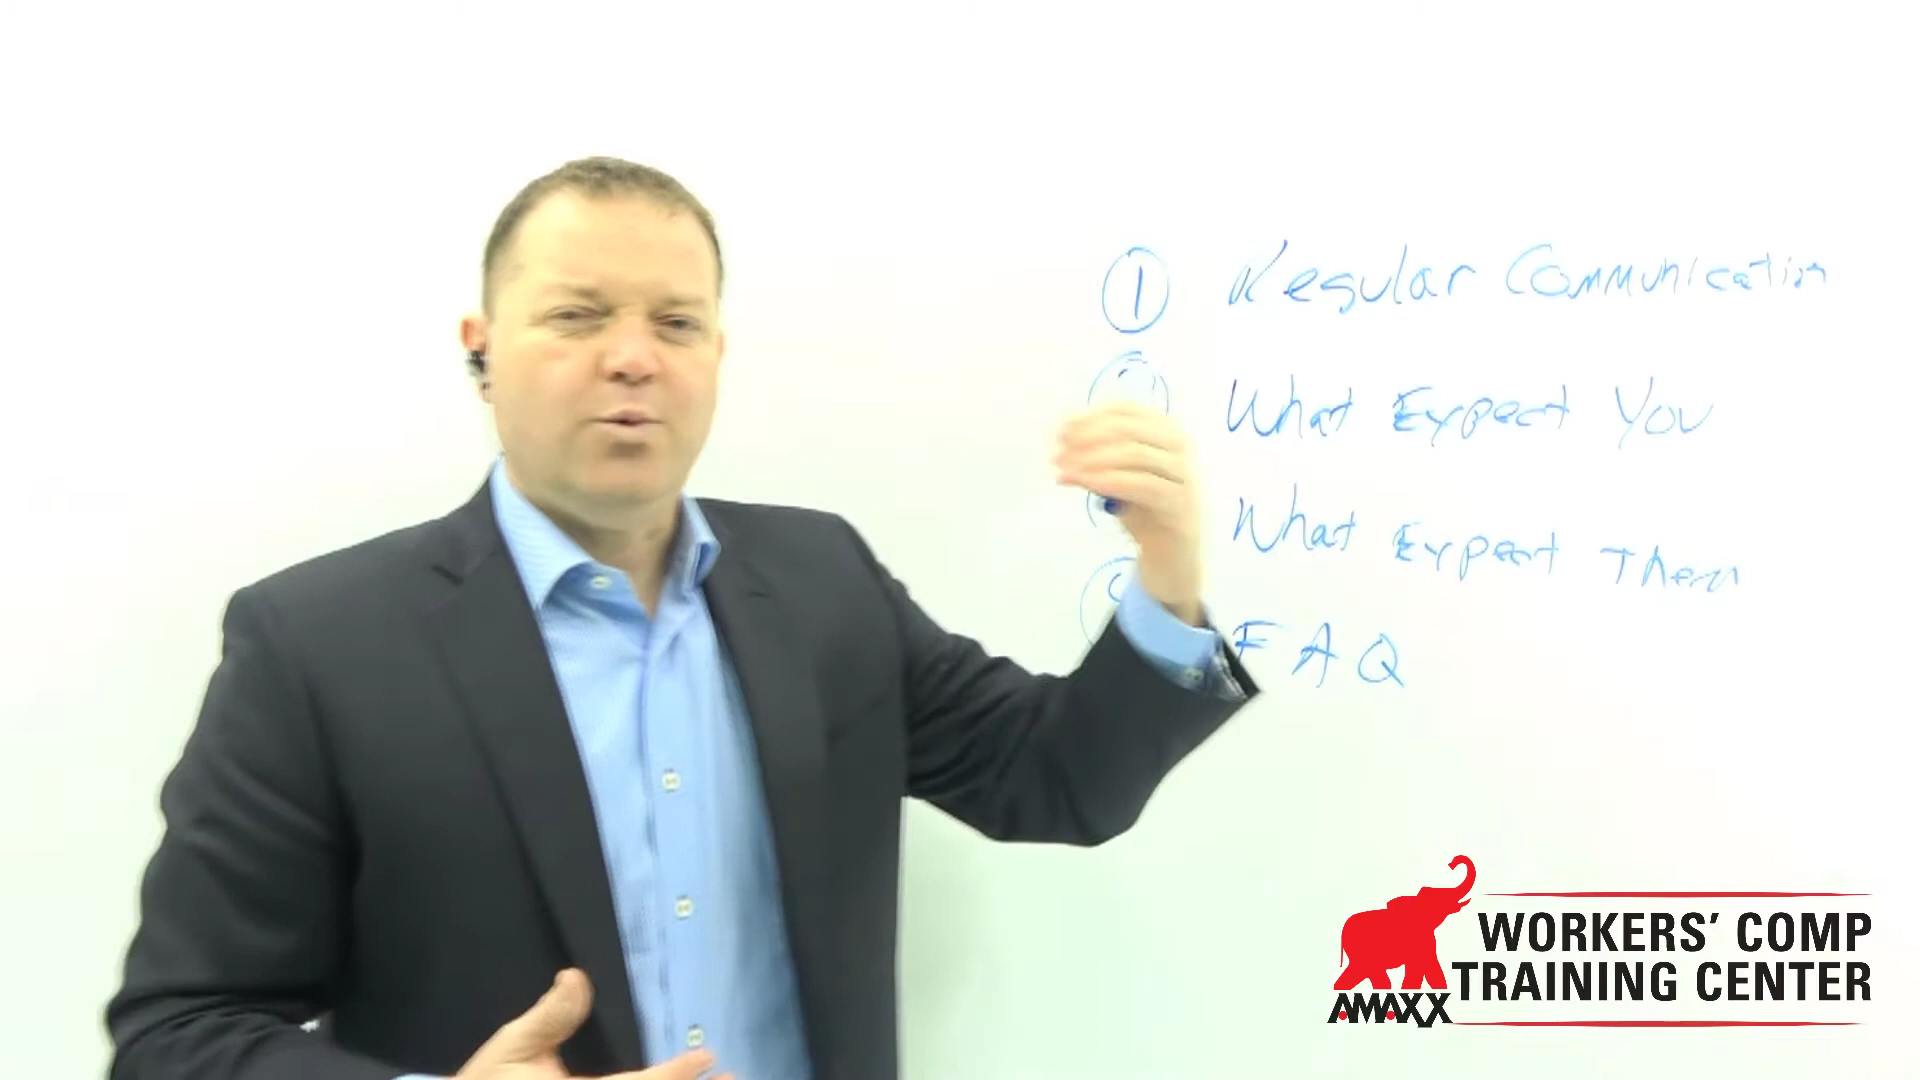 1 Regular Communication
What Expect You
What Expect Them
FAQ
WORKERS' COMP
TRAINING CENTER
AMAXX